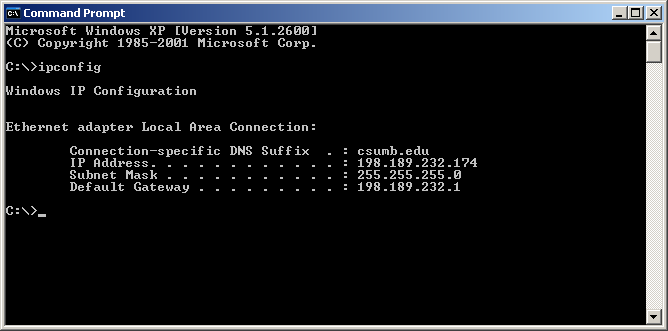 Command Prompt
Microsoft Windows XP [Version 5.1.2600]
(C) Copyright 1985-2001 Microsoft Corp.
C:\>ipconfig
Windows IP Configuration
Ethernet adapter Local Area Connection:
Connection-specific DNS Suffix  . : csumb.edu
IP Address. . . . . . . . . . . . : 198.189.232.174
Subnet Mask . . . . . . . . . . . : 255.255.255.0
Default Gateway . . . . . . . . . : 198.189.232.1
C:\>_